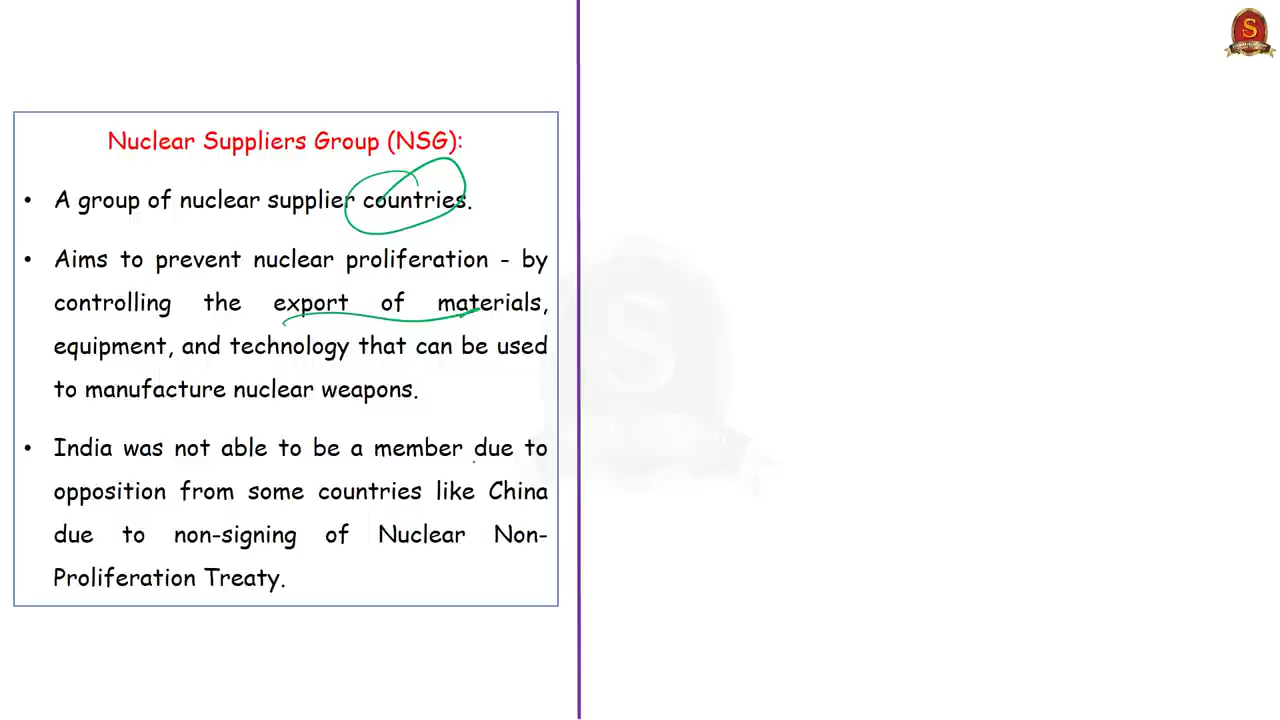 Nuclear Suppliers Group (NSG):
• A group of nuclear supplier countries.
• Aims to prevent nuclear proliferation - by
controlling the export of materials,
equipment, and technology that can be used
to manufacture nuclear weapons.
• India was not able to be a member due to
opposition from some countries like China
due to non-signing of Nuclear Non-
Proliferation Treaty.
S
S